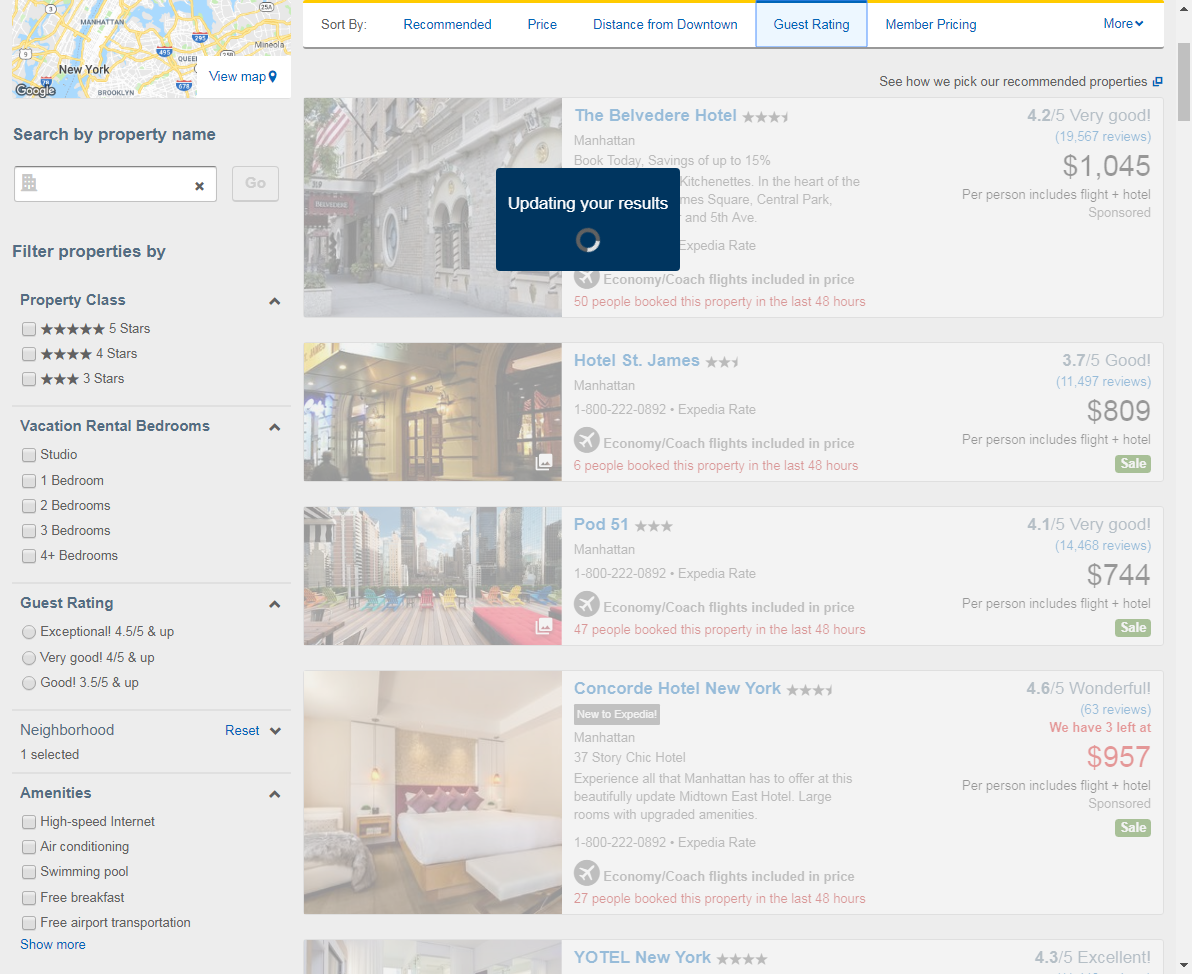 MANHATTAN
New York
BROOKLYN
Mineola
Google
View map
Search by property name
Go
Filter properties by
Property Class
5 Stars
4 Stars
3 Stars
Vacation Rental Bedrooms
Studio
1 Bedroom
2 Bedrooms
3 Bedrooms
4+ Bedrooms
Guest Rating
Exceptional! 4.5/5 & up
Very good! 4/5 & up
Good! 3.5/5 & up
Neighborhood Reset
1 selected
Amenities
High-speed Internet
Air conditioning
Swimming pool
Free breakfast
Free airport transportation
Show more
Sort By: Recommended Price Distance from Downtown Guest Rating Member Pricing More
See how we pick our recommended properties
Updating your results
The Belvedere Hotel
Manhattan
Book Today, Savings of up to 15%
Kitchenettes. In the heart of the
Square, Central Park,
and 5th Ave.
Expedia Rate
Economy/Coach flights included in price
50 people booked this property in the last 48 hours
4.2/5 Very good!
(19,567 reviews)
$1,045
Per person includes flight + hotel
Sponsored
Hotel St. James
Manhattan
1-800-222-0892 • Expedia Rate
Economy/Coach flights included in price
6 people booked this property in the last 48 hours
3.7/5 Good!
(11,497 reviews)
$809
Per person includes flight + hotel
Sale
Pod 51
Manhattan
1-800-222-0892 • Expedia Rate
Economy/Coach flights included in price
47 people booked this property in the last 48 hours
4.1/5 Very good!
(14,468 reviews)
$744
Per person includes flight + hotel
Sale
Concorde Hotel New York
New to Expedia!
Manhattan
37 Story Chic Hotel
Experience all that Manhattan has to offer at this
beautifully update Midtown East Hotel. Large
rooms with upgraded amenities.
1-800-222-0892 • Expedia Rate
Economy/Coach flights included in price
27 people booked this property in the last 48 hours
4.6/5 Wonderful!
(63 reviews)
We have 3 left at
$957
Per person includes flight + hotel
Sponsored
Sale
YOTEL New York
4.3/5 Excellent!